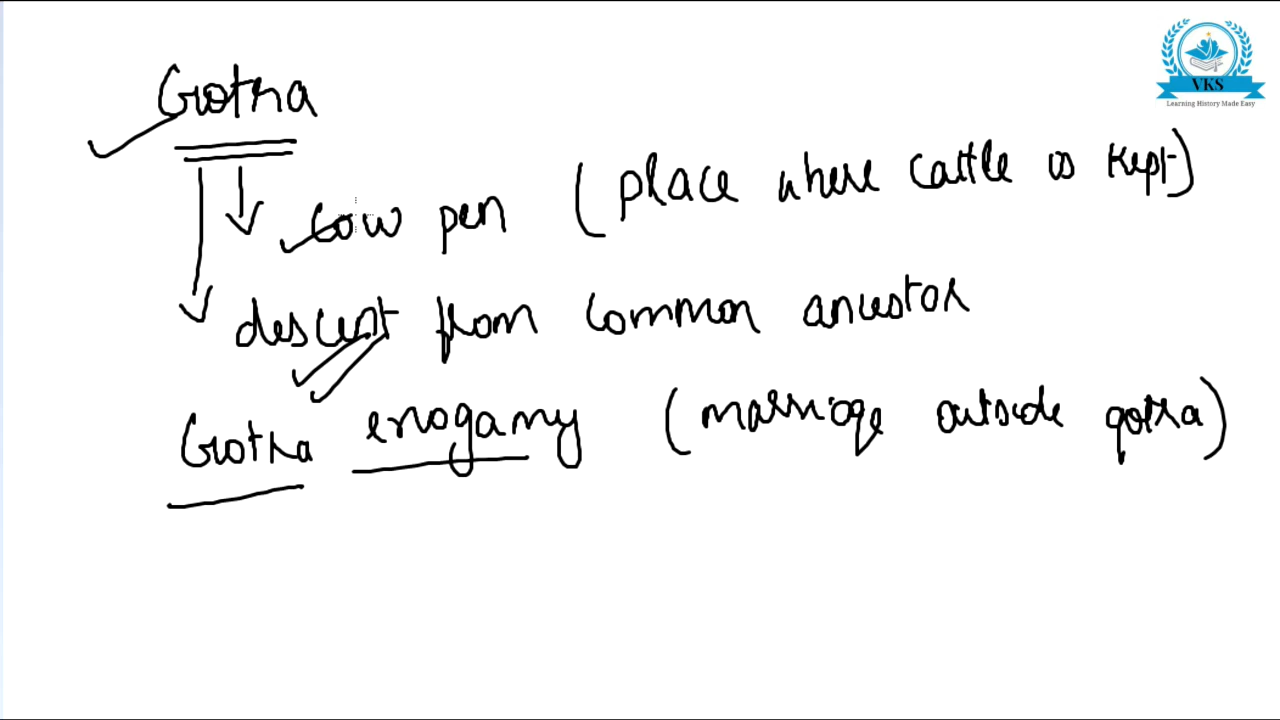 VKS
Learning History Made Easy
Gotra
Cow pen (place where cattle is kept)
descent from common ancestor
Gotra exogamy (marriage outside gotra)